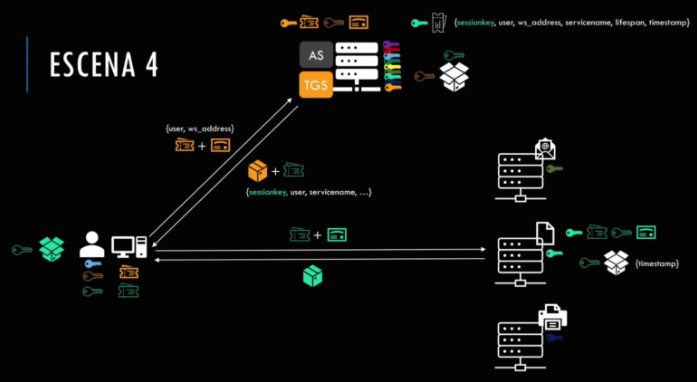 {sessionkey, user, ws_address, servicename, lifespan, timestamp}
ESCENA 4
AS
TGS
{user, ws_address}
+
+
{sessionkey, user, servicename, ...}
+
{timestamp}